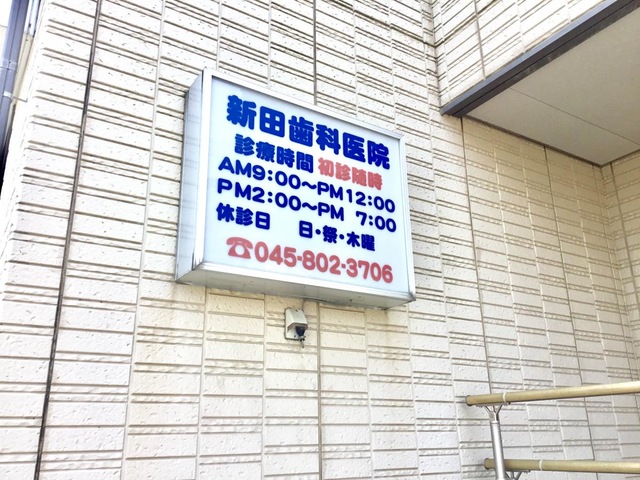 新田歯科医院
診療時間 初診随時
AM9:00～PM12:00
PM2:00～PM 7:00
休診日 日・祭・木曜
☎045-802-3706